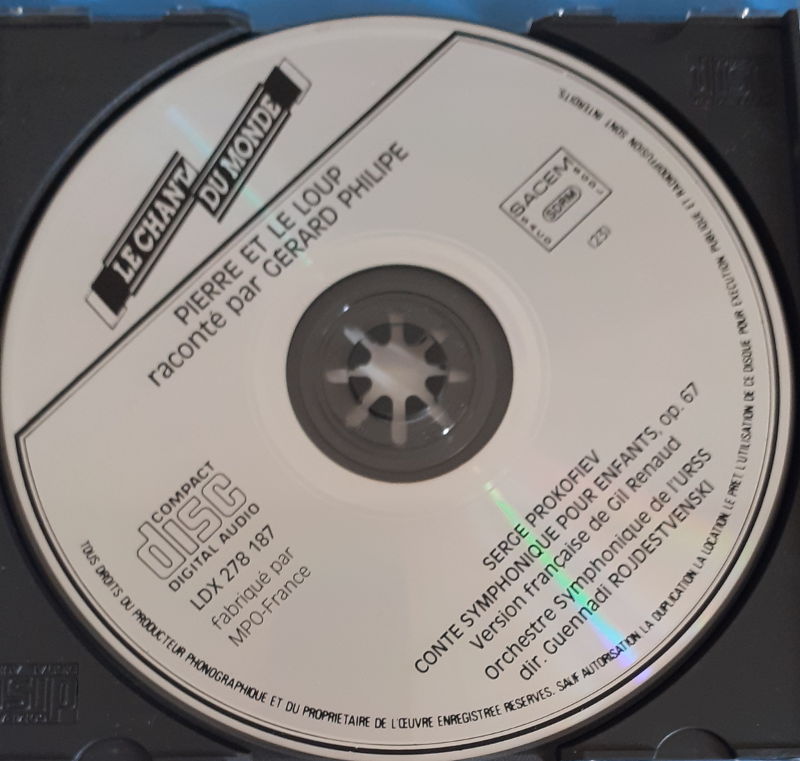 LE CHANT
DU MONDE
PIERRE ET LE LOUP
raconté par GÉRARD PHILIPE
SACEM
SDRM
(23)
COMPACT
disc
DIGITAL AUDIO
LDX 278 187
fabriqué par
MPO-France
SERGE PROKOFIEV
CONTE SYMPHONIQUE POUR ENFANTS, op. 67
Version française de Gil Renaud
Orchestre Symphonique de l'URSS
dir. Guennadi ROJDESTVENSKI
TOUS DROITS DU PRODUCTEUR PHONOGRAPHIQUE ET DU PROPRIETAIRE DE L'ŒUVRE ENREGISTREE RESERVES. SAUF AUTORISATION LA DUPLICATION, LA LOCATION, LE PRET, L'UTILISATION DE CE DISQUE POUR EXECUTION PUBLIQUE ET RADIODIFFUSION SONT INTERDITS.